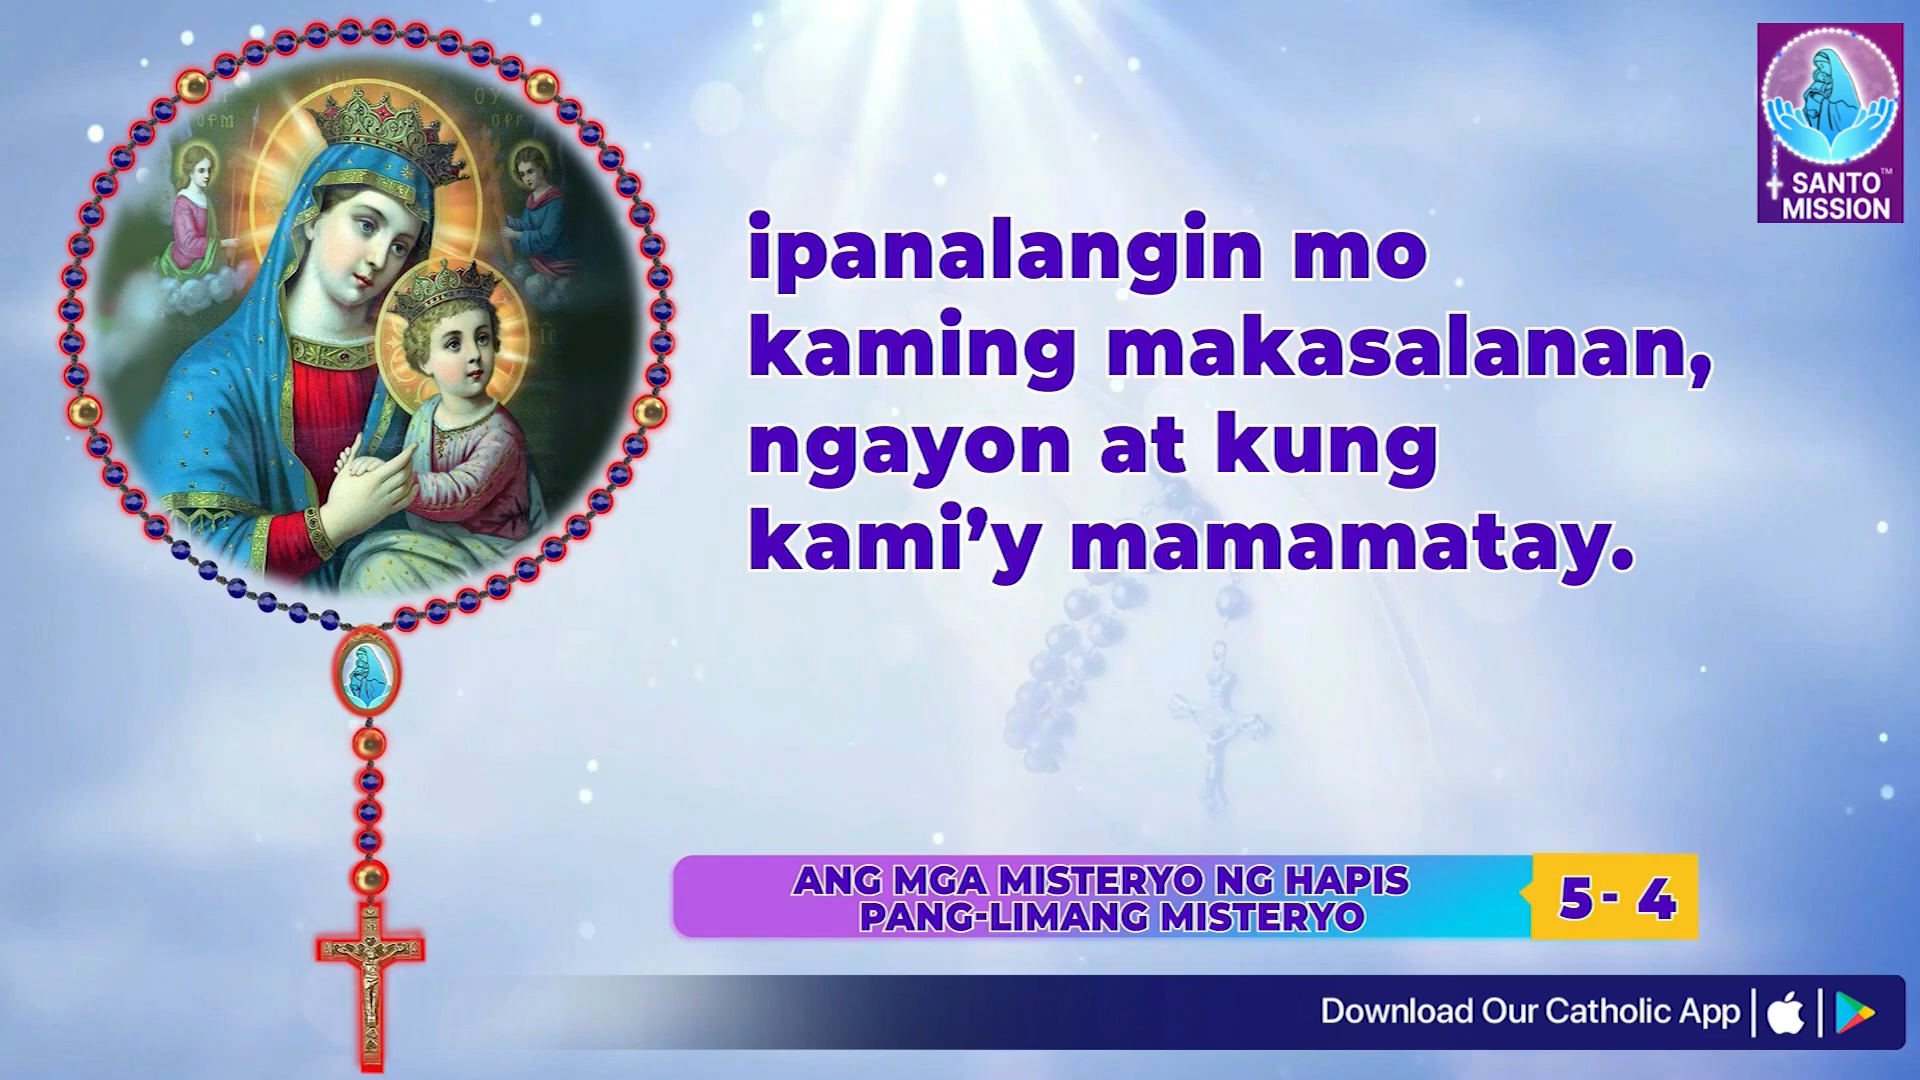 SANTO
MISSION™
ipanalangin mo
kaming makasalanan,
ngayon at kung
kami’y mamamatay.
ANG MGA MISTERYO NG HAPIS
PANG-LIMANG MISTERYO
5 - 4
Download Our Catholic App